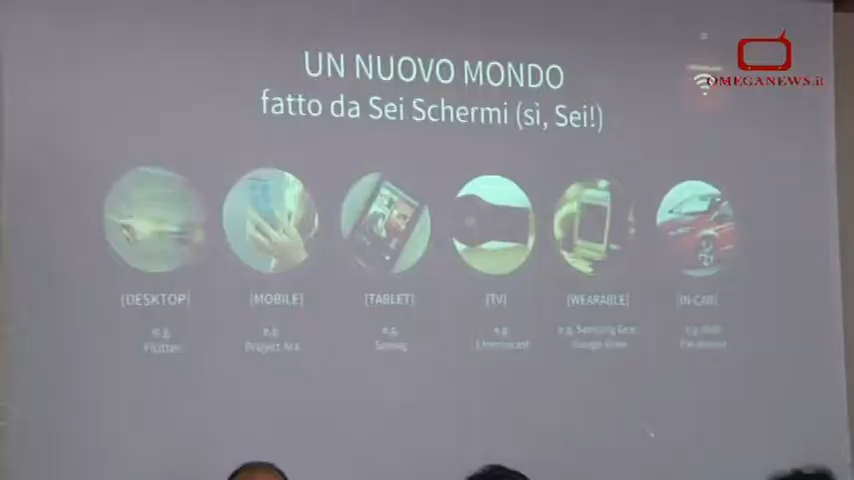 OMEGANEWS.it
UN NUOVO MONDO
fatto da Sei Schermi (sì, Sei!)
[DESKTOP]
[MOBILE]
[TABLET]
[TV]
[WEARABLE]
[IN-CAR]
e.g.
Flutter
e.g.
Project Ara
e.g.
e.g.
Chromecast
e.g. Samsung Gear
Google Glass
e.g.